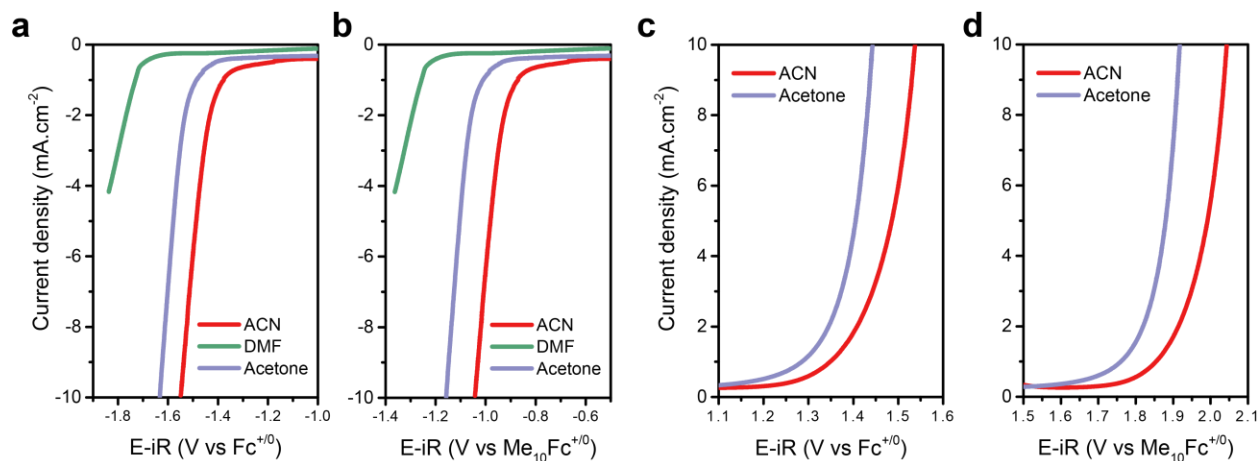 a
Current density (mA.cm-2)
0
-2
-4
-6
-8
-10
ACN
DMF
Acetone
-1.8 -1.6 -1.4 -1.2 -1.0
E-iR (V vs Fc+/0)
b
0
-2
-4
-6
-8
-10
ACN
DMF
Acetone
-1.4 -1.2 -1.0 -0.8 -0.6
E-iR (V vs Me10Fc+/0)
c
Current density (mA.cm-2)
10
8
6
4
2
0
ACN
Acetone
1.1 1.2 1.3 1.4 1.5 1.6
E-iR (V vs Fc+/0)
d
10
8
6
4
2
0
ACN
Acetone
1.5 1.6 1.7 1.8 1.9 2.0 2.1
E-iR (V vs Me10Fc+/0)